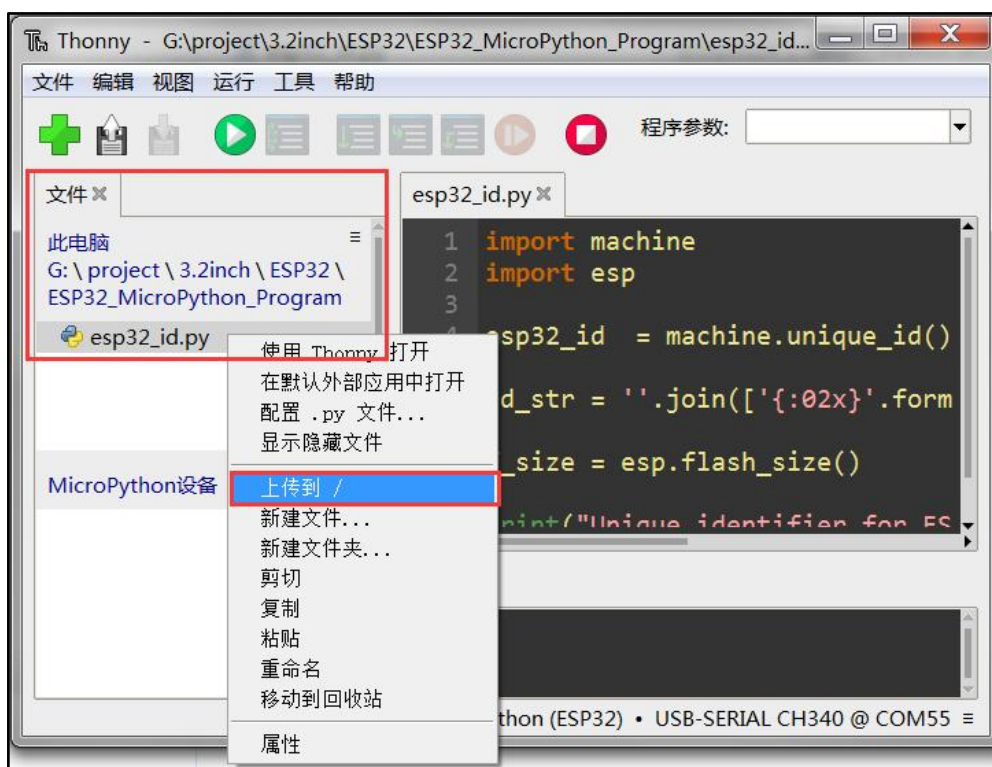 Thonny - G:\project\3.2inch\ESP32\ESP32_MicroPython_Program\esp32_id...
文件 编辑 视图 运行 工具 帮助
程序参数:
文件
此电脑
G: \ project \ 3.2inch \ ESP32 \
ESP32_MicroPython_Program
esp32_id.py
MicroPython设备
esp32_id.py
1 import machine
2 import esp
3
sp32_id = machine.unique_id()
d_str = ''.join(['{:02x}'.form
_size = esp.flash_size()
rint("Unique identifier for ES
使用 Thonny 打开
在默认外部应用中打开
配置 .py 文件...
显示隐藏文件
上传到 /
新建文件...
新建文件夹...
剪切
复制
粘贴
重命名
移动到回收站
属性
thon (ESP32) • USB-SERIAL CH340 @ COM55 ≡